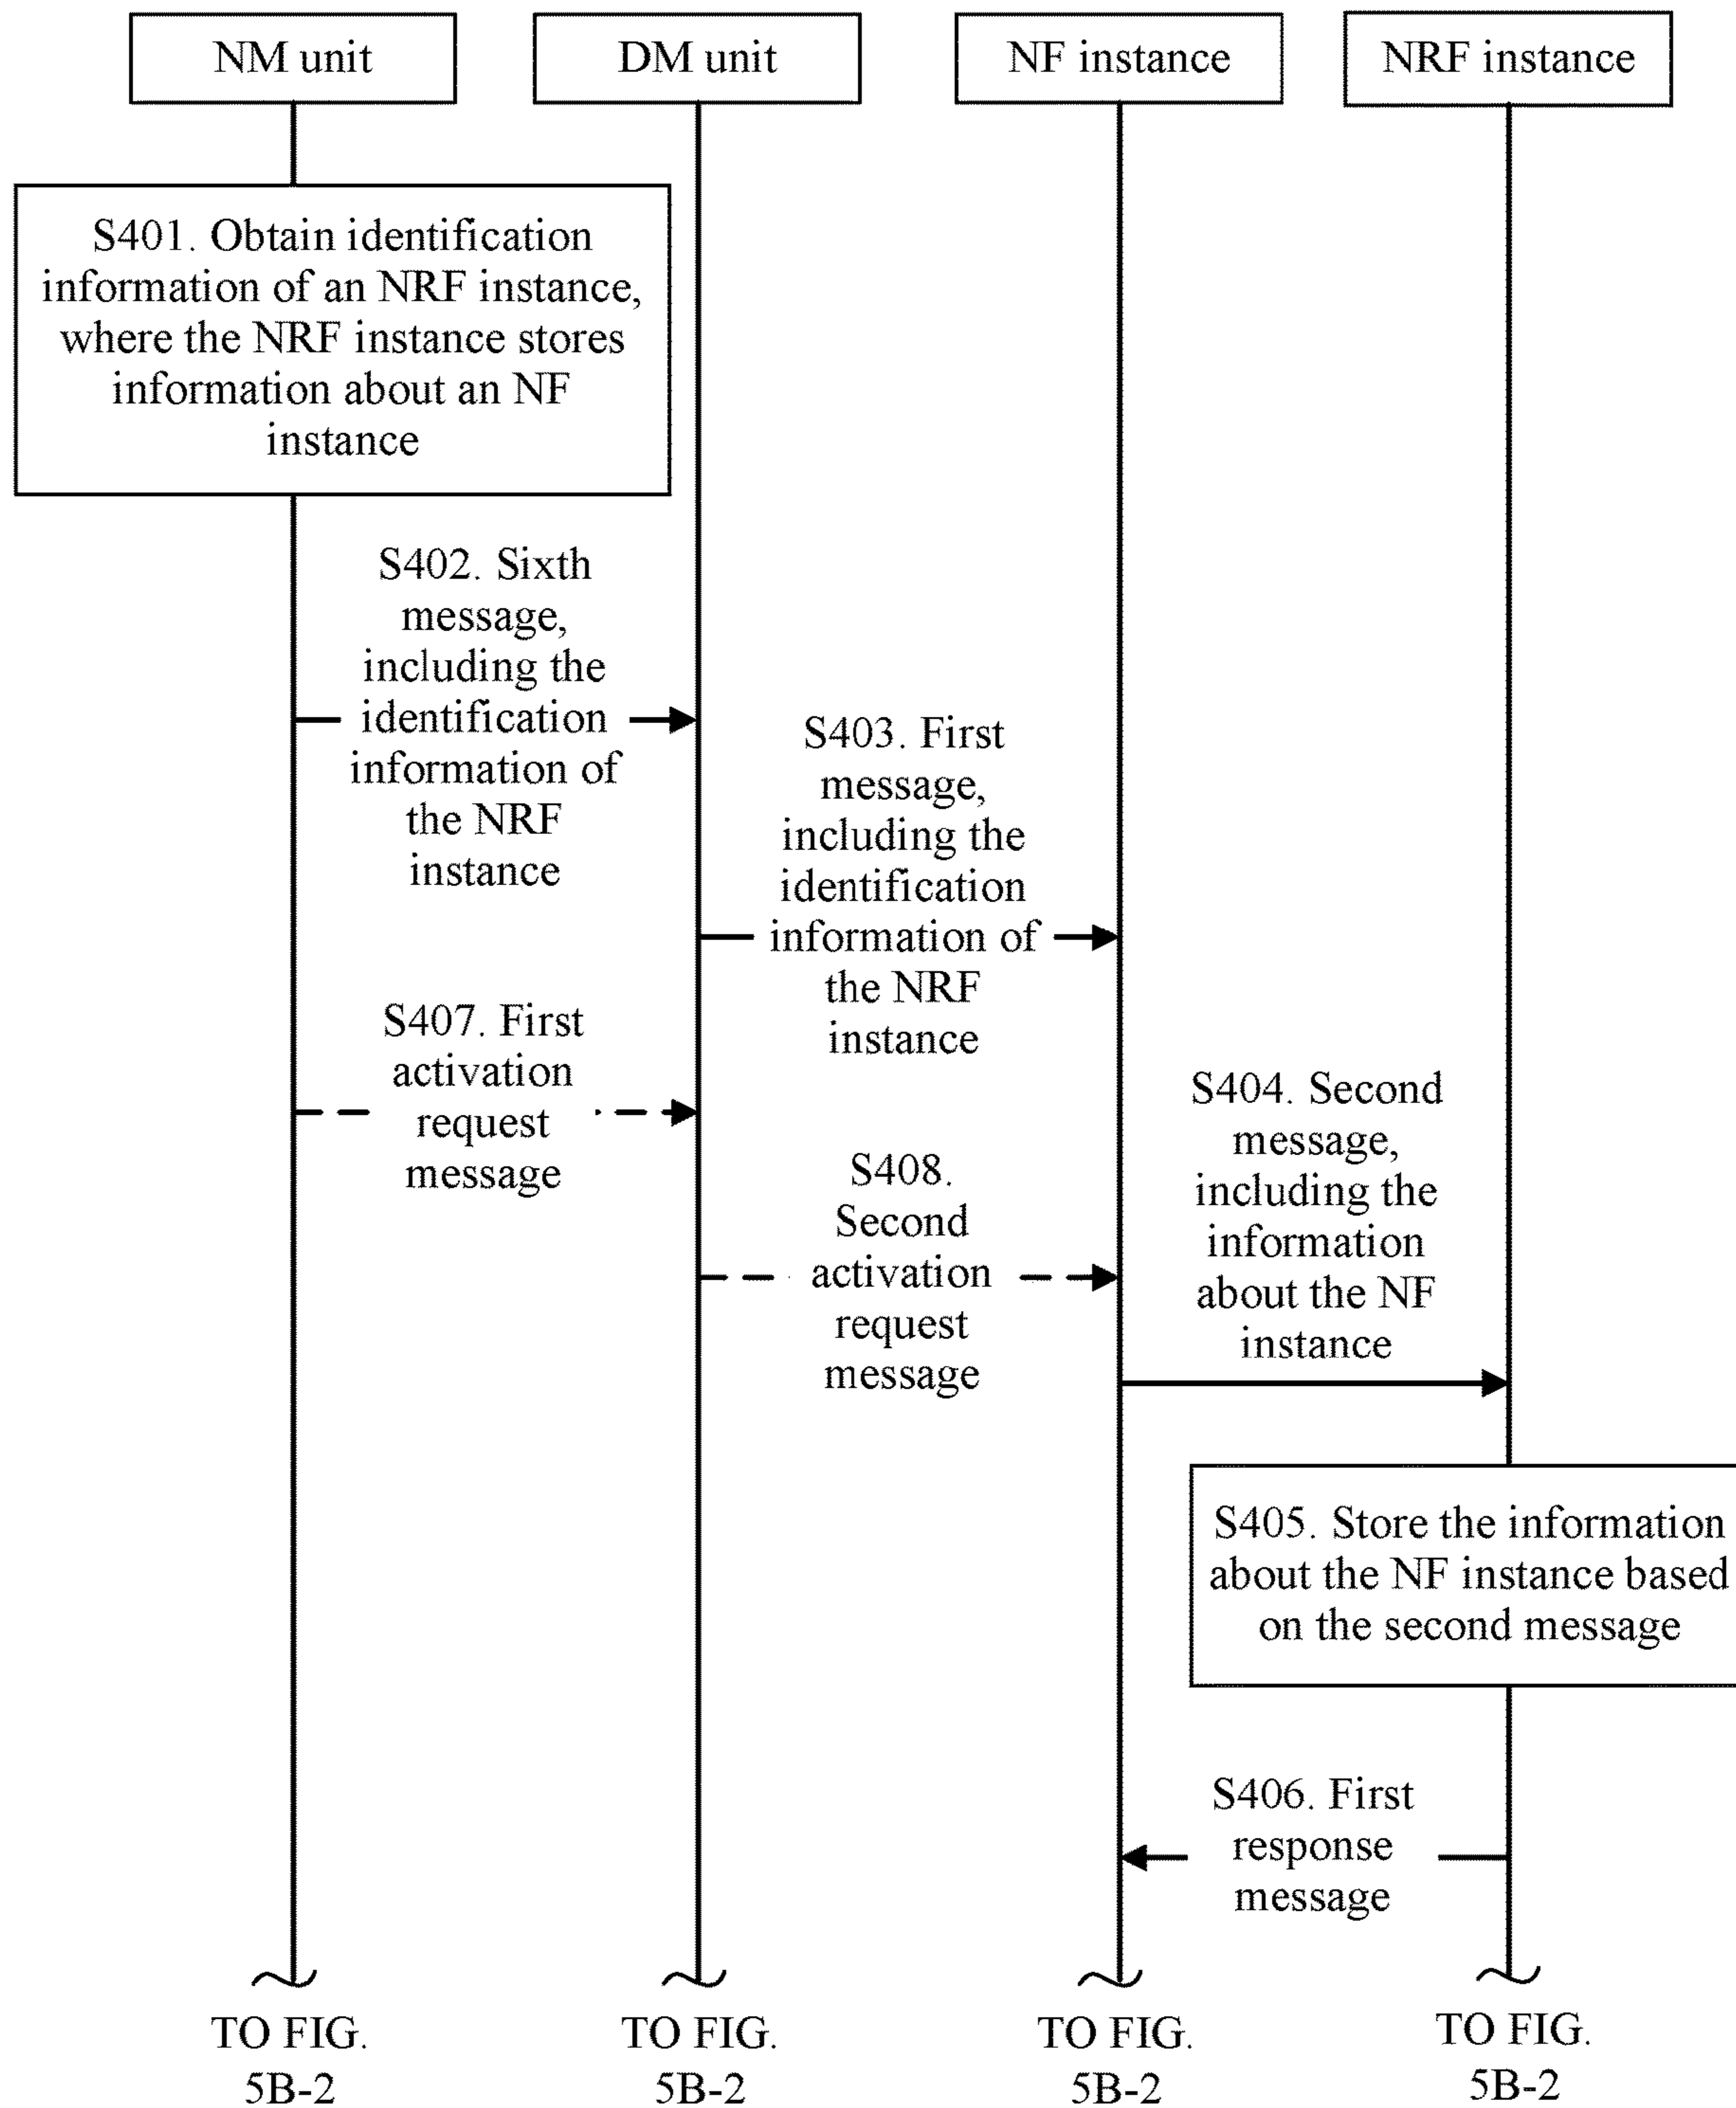 NM unit
DM unit
NF instance
NRF instance
S401. Obtain identification
information of an NRF instance,
where the NRF instance stores
information about an NF
instance
S402. Sixth
message,
including the
identification
information of
the NRF
instance
S403. First
message,
including the
identification
information of
the NRF
instance
S407. First
activation
request
message
S408.
Second
activation
request
message
S404. Second
message,
including the
information
about the NF
instance
S405. Store the information
about the NF instance based
on the second message
S406. First
response
message
TO FIG.
5B-2
TO FIG.
5B-2
TO FIG.
5B-2
TO FIG.
5B-2